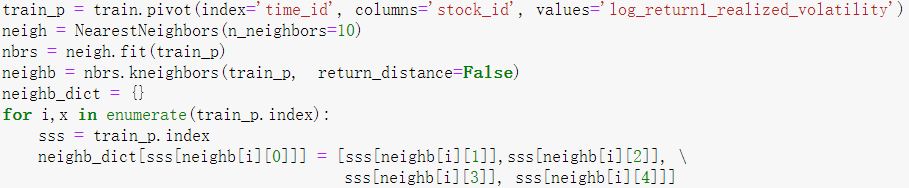 train_p = train.pivot(index='time_id', columns='stock_id', values='log_return1_realized_volatility')
neigh = NearestNeighbors(n_neighbors=10)
nbrs = neigh.fit(train_p)
neighb = nbrs.kneighbors(train_p,  return_distance=False)
neighb_dict = {}
for i,x in enumerate(train_p.index):
    sss = train_p.index
    neighb_dict[sss[neighb[i][0]]] = [sss[neighb[i][1]],sss[neighb[i][2]], \
                                      sss[neighb[i][3]], sss[neighb[i][4]]]